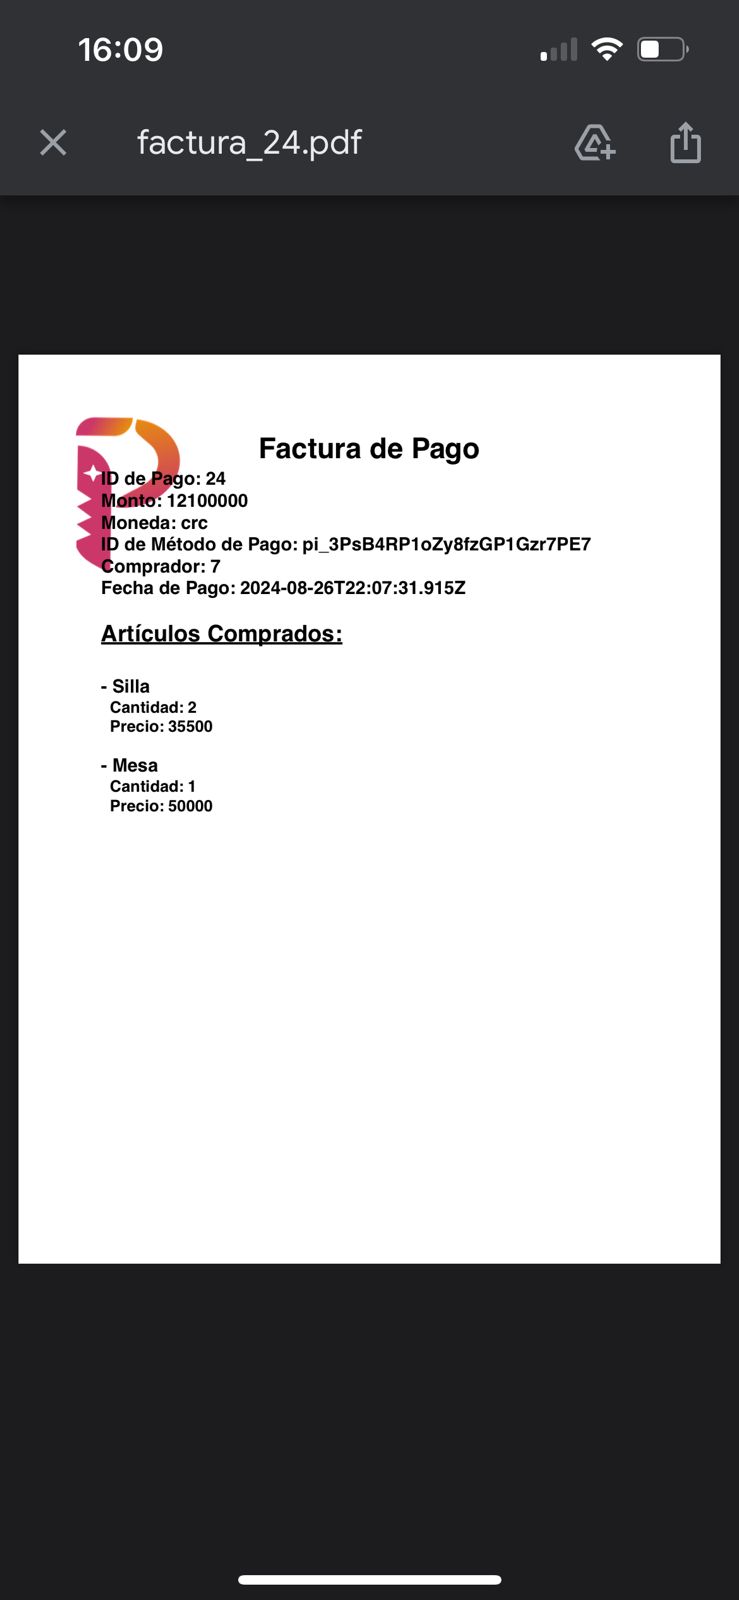 16:09
factura_24.pdf
Factura de Pago
ID de Pago: 24
Monto: 12100000
Moneda: crc
ID de Método de Pago: pi_3PsB4RP1oZy8fzGP1Gzr7PE7
Comprador: 7
Fecha de Pago: 2024-08-26T22:07:31.915Z
Artículos Comprados:
- Silla
Cantidad: 2
Precio: 35500
- Mesa
Cantidad: 1
Precio: 50000